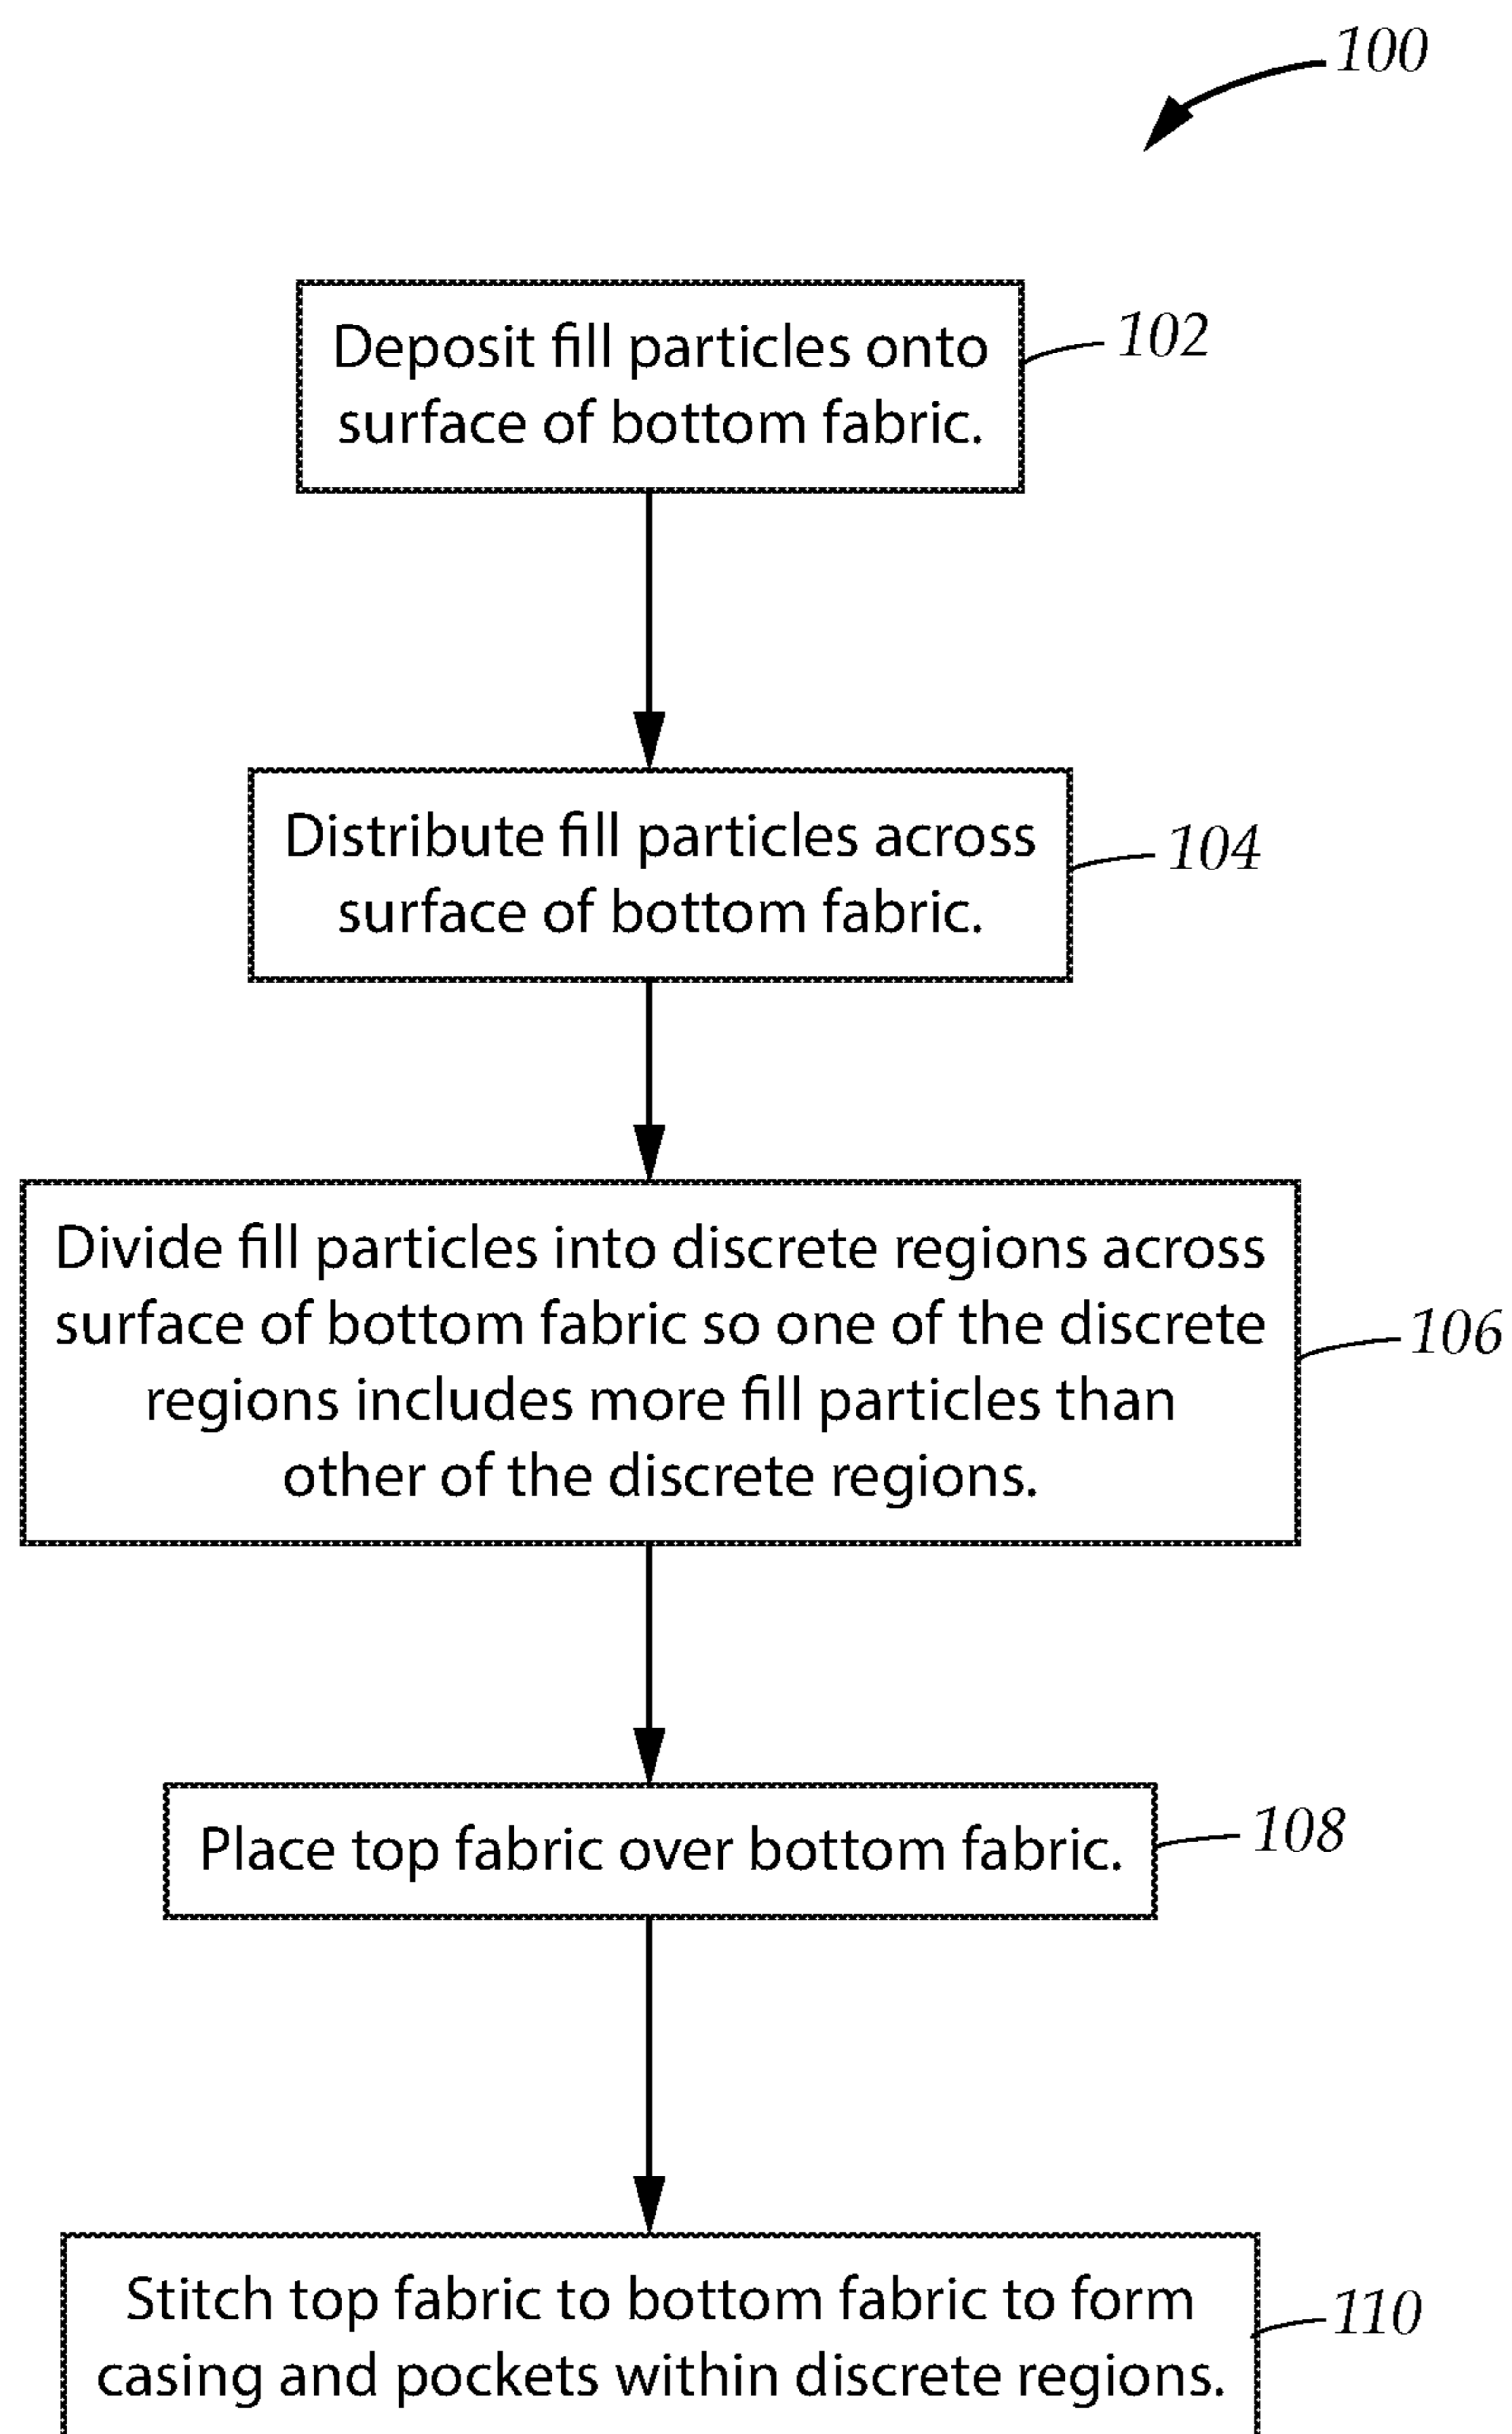 100
Deposit fill particles onto
surface of bottom fabric.
102
Distribute fill particles across
surface of bottom fabric.
104
Divide fill particles into discrete regions across
surface of bottom fabric so one of the discrete
regions includes more fill particles than
other of the discrete regions.
106
Place top fabric over bottom fabric.
108
Stitch top fabric to bottom fabric to form
casing and pockets within discrete regions.
110